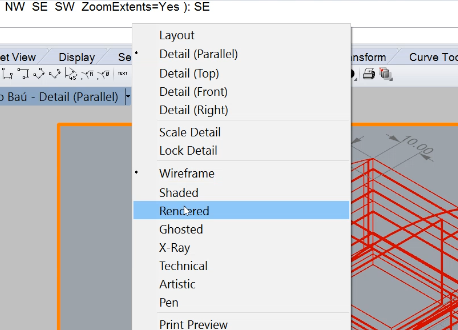 NW SE SW ZoomExtents=Yes ): SE
Layout
et View Display Se
Detail (Parallel)
nsform Curve Too
Detail (Top)
o Baú - Detail (Parallel)
Detail (Front)
Detail (Right)
Scale Detail
Lock Detail
10.00
Wireframe
Shaded
Rendered
Ghosted
X-Ray
Technical
Artistic
Pen
Print Preview